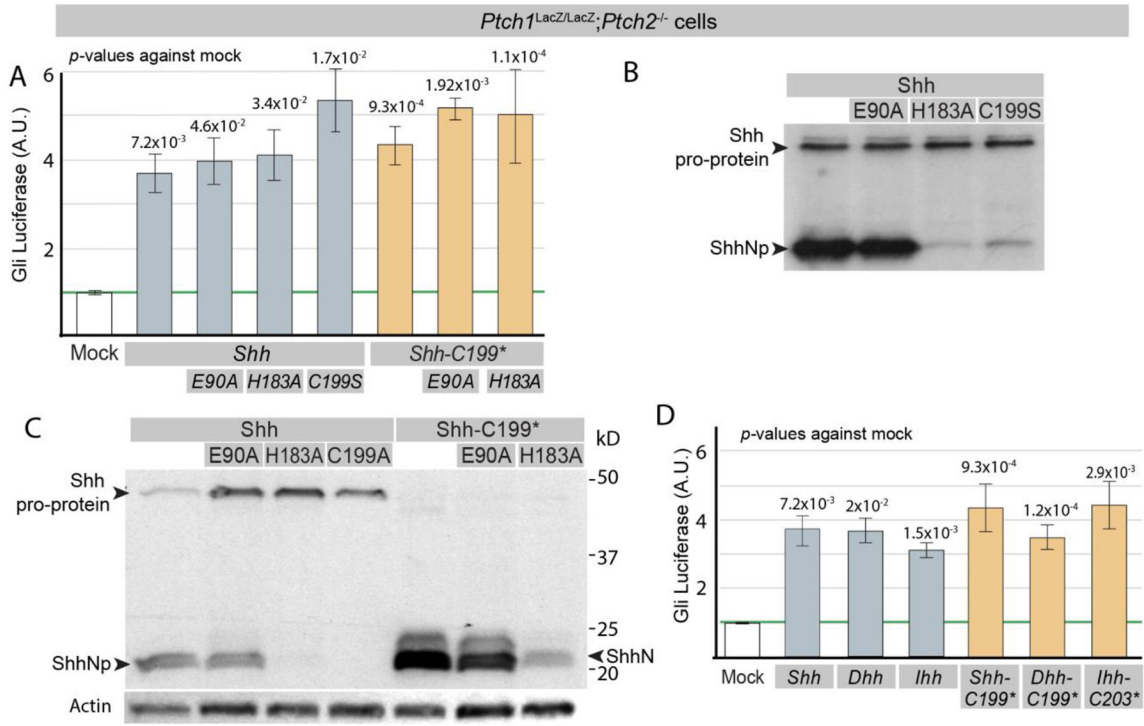 Ptch1LacZ/LacZ;Ptch2-/- cells
A
p-values against mock
Gli Luciferase (A.U.)
6
4
2
0
7.2x10-3
4.6x10-2
3.4x10-2
1.7x10-2
9.3x10-4
1.92x10-3
1.1x10-4
Mock
Shh
Shh-C199*
E90A
H183A
C199S
E90A
H183A
B
Shh
E90A
H183A
C199S
Shh
pro-protein
ShhNp
C
Shh
Shh-C199*
kD
E90A
H183A
C199A
E90A
H183A
Shh
pro-protein
50
37
25
20
ShhNp
ShhN
Actin
D
p-values against mock
Gli Luciferase (A.U.)
6
4
2
0
7.2x10-3
2x10-2
1.5x10-3
9.3x10-4
1.2x10-4
2.9x10-3
Mock
Shh
Dhh
Ihh
Shh-
C199*
Dhh-
C199*
Ihh-
C203*